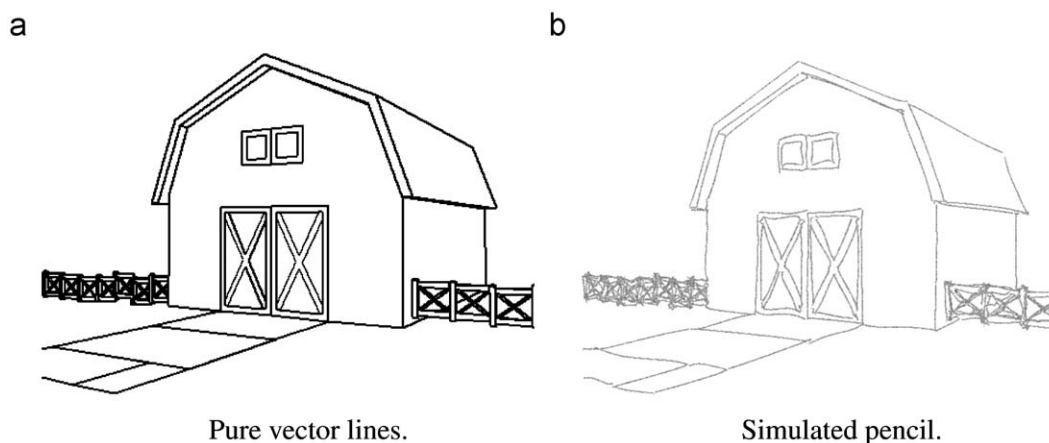 a
b
Pure vector lines.
Simulated pencil.